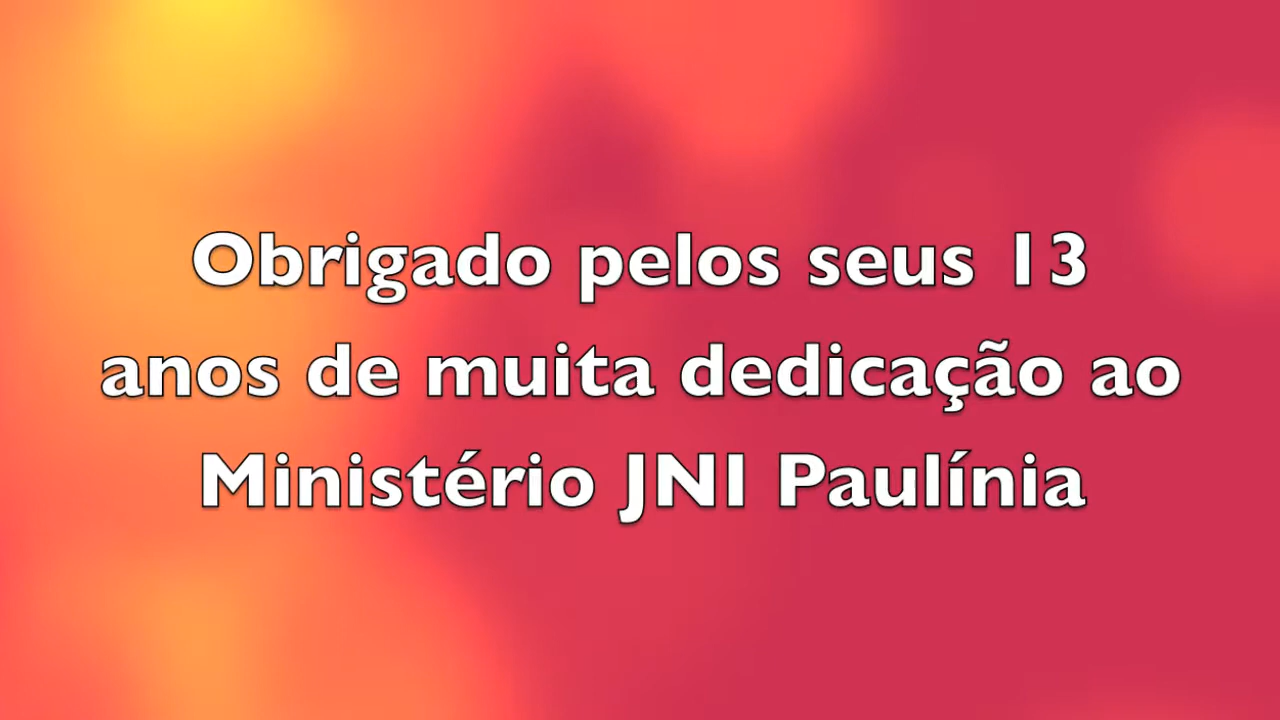 Obrigado pelos seus 13
anos de muita dedicação ao
Ministério JNI Paulínia